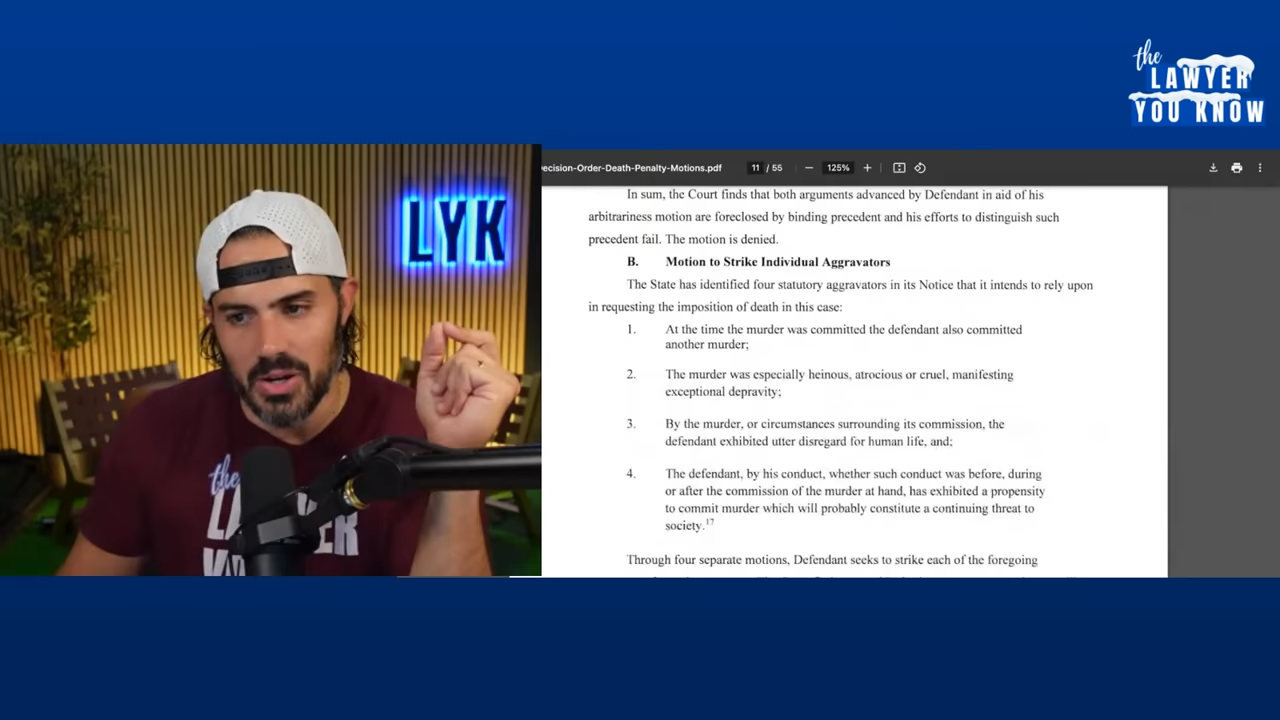 the
LAWYER
YOU KNOW
LYK
the
ecision-Order-Death-Penalty-Motions.pdf 11 / 55 − 125% +
In sum, the Court finds that both arguments advanced by Defendant in aid of his
arbitrariness motion are foreclosed by binding precedent and his efforts to distinguish such
precedent fail. The motion is denied.
B. Motion to Strike Individual Aggravators
The State has identified four statutory aggravators in its Notice that it intends to rely upon
in requesting the imposition of death in this case:
1. At the time the murder was committed the defendant also committed
another murder;
2. The murder was especially heinous, atrocious or cruel, manifesting
exceptional depravity;
3. By the murder, or circumstances surrounding its commission, the
defendant exhibited utter disregard for human life, and;
4. The defendant, by his conduct, whether such conduct was before, during
or after the commission of the murder at hand, has exhibited a propensity
to commit murder which will probably constitute a continuing threat to
society.17
Through four separate motions, Defendant seeks to strike each of the foregoing